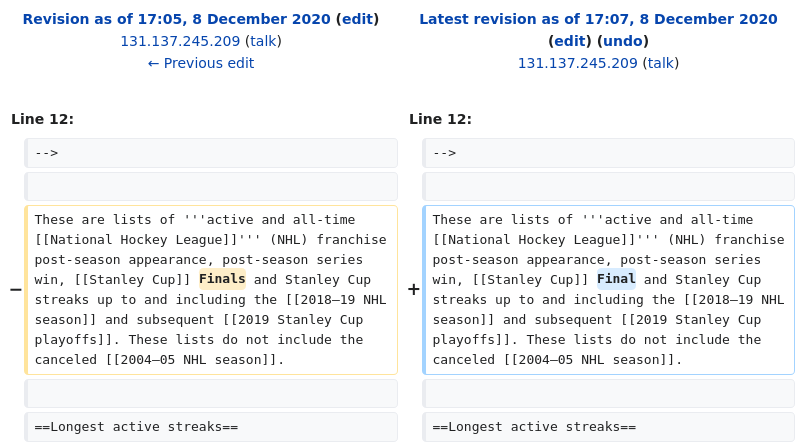 Revision as of 17:05, 8 December 2020 (edit)
131.137.245.209 (talk)
← Previous edit
Latest revision as of 17:07, 8 December 2020
(edit) (undo)
131.137.245.209 (talk)
Line 12:
Line 12:
-->
-->
−
These are lists of '''active and all-time
[[National Hockey League]]''' (NHL) franchise
post-season appearance, post-season series
win, [[Stanley Cup]] Finals and Stanley Cup
streaks up to and including the [[2018–19 NHL
season]] and subsequent [[2019 Stanley Cup
playoffs]]. These lists do not include the
canceled [[2004–05 NHL season]].
+
These are lists of '''active and all-time
[[National Hockey League]]''' (NHL) franchise
post-season appearance, post-season series
win, [[Stanley Cup]] Final and Stanley Cup
streaks up to and including the [[2018–19 NHL
season]] and subsequent [[2019 Stanley Cup
playoffs]]. These lists do not include the
canceled [[2004–05 NHL season]].
==Longest active streaks==
==Longest active streaks==